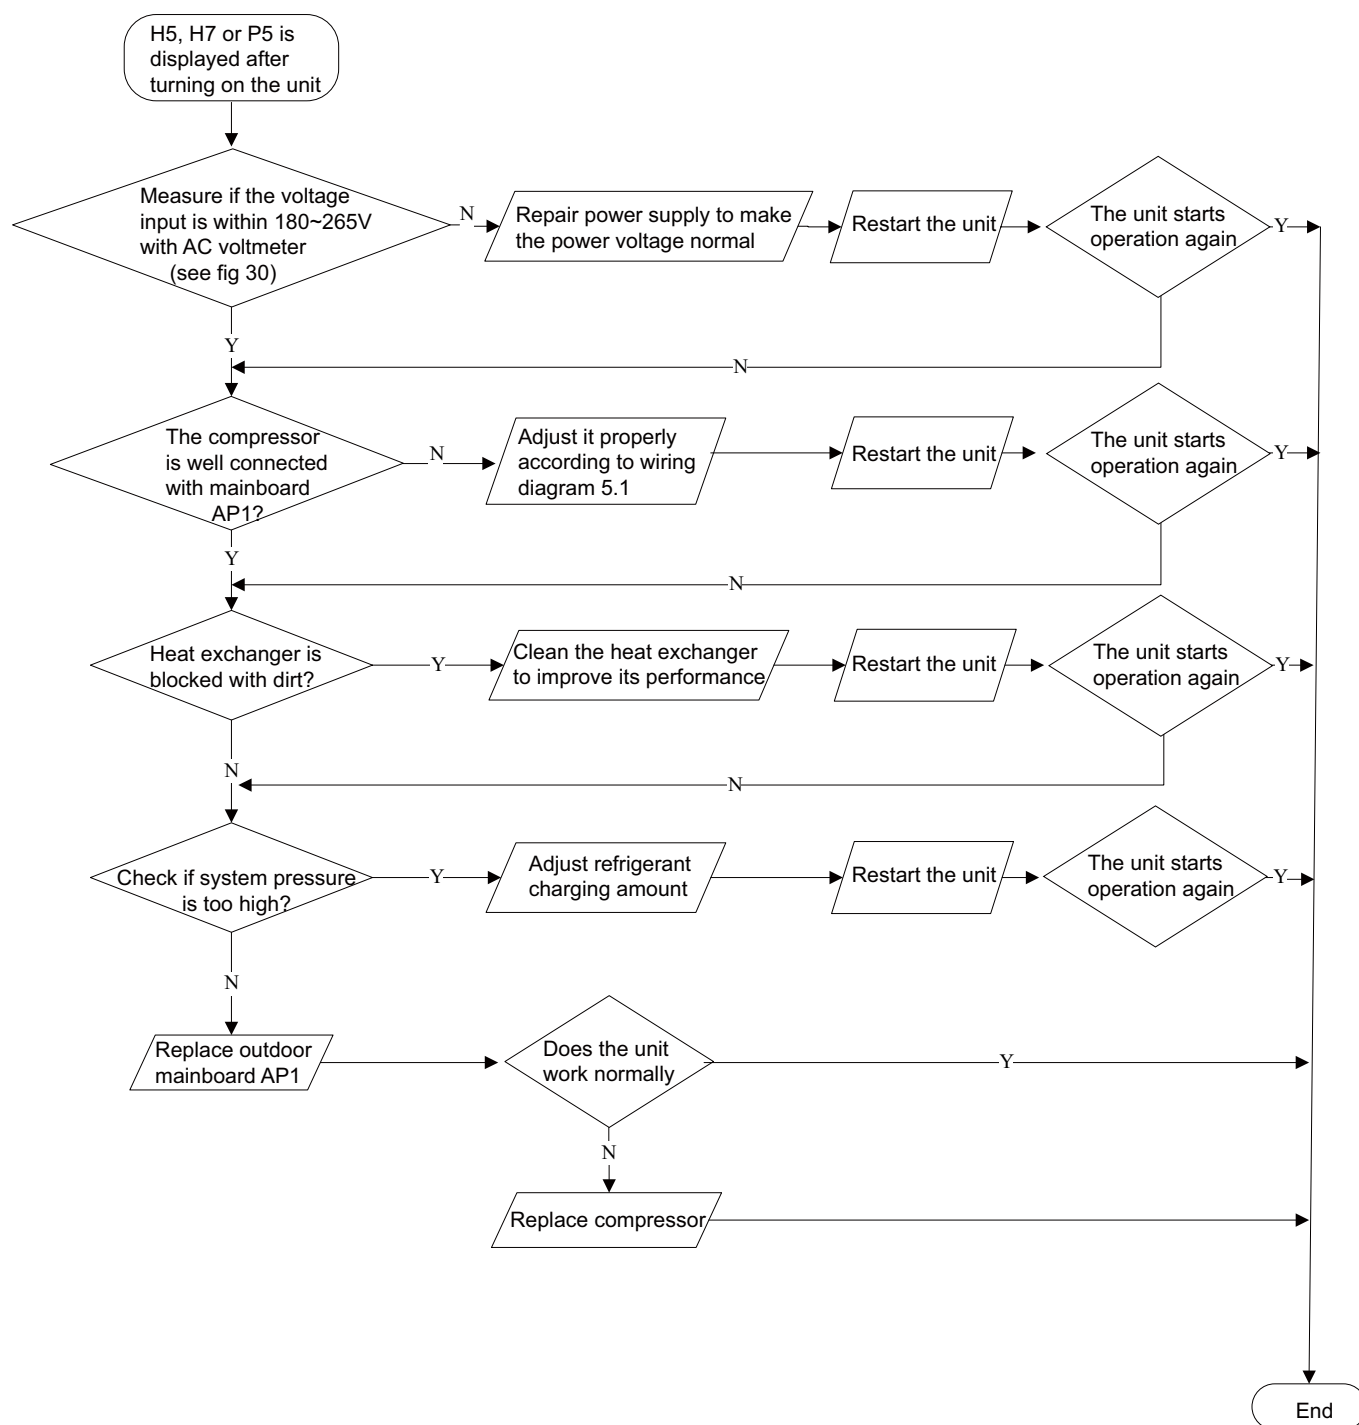 H5, H7 or P5 is
displayed after
turning on the unit
Measure if the voltage
input is within 180~265V
with AC voltmeter
(see fig 30)
N
Repair power supply to make
the power voltage normal
Restart the unit
The unit starts
operation again
Y
Y
N
The compressor
is well connected
with mainboard
AP1?
N
Adjust it properly
according to wiring
diagram 5.1
Restart the unit
The unit starts
operation again
Y
Y
N
Heat exchanger is
blocked with dirt?
Y
Clean the heat exchanger
to improve its performance
Restart the unit
The unit starts
operation again
Y
N
N
Check if system pressure
is too high?
Y
Adjust refrigerant
charging amount
Restart the unit
The unit starts
operation again
Y
N
Replace outdoor
mainboard AP1
Does the unit
work normally
Y
N
Replace compressor
End